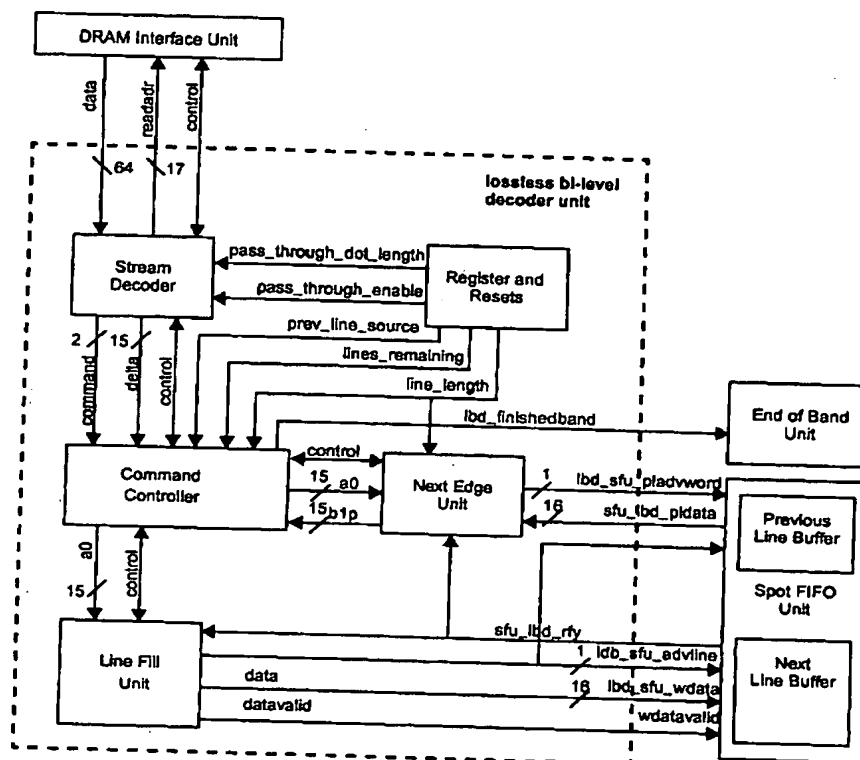 DRAM Interface Unit
data
readadr
control
64
17
lossless bi-level
decoder unit
Stream
Decoder
pass_through_dot_length
pass_through_enable
Register and
Resets
prev_line_source
lines_remaining
line_length
2
15
command
delta
control
lbd_finishedband
End of Band
Unit
Command
Controller
control
15
a0
15
b1p
Next Edge
Unit
1
lbd_sfu_pladvword
16
sfu_lbd_pldata
Previous
Line Buffer
Spot FIFO
Unit
a0
15
control
sfu_lbd_rfy
Line Fill
Unit
1
ldb_sfu_advline
data
16
lbd_sfu_wdata
datavalid
wdatavalid
Next
Line Buffer